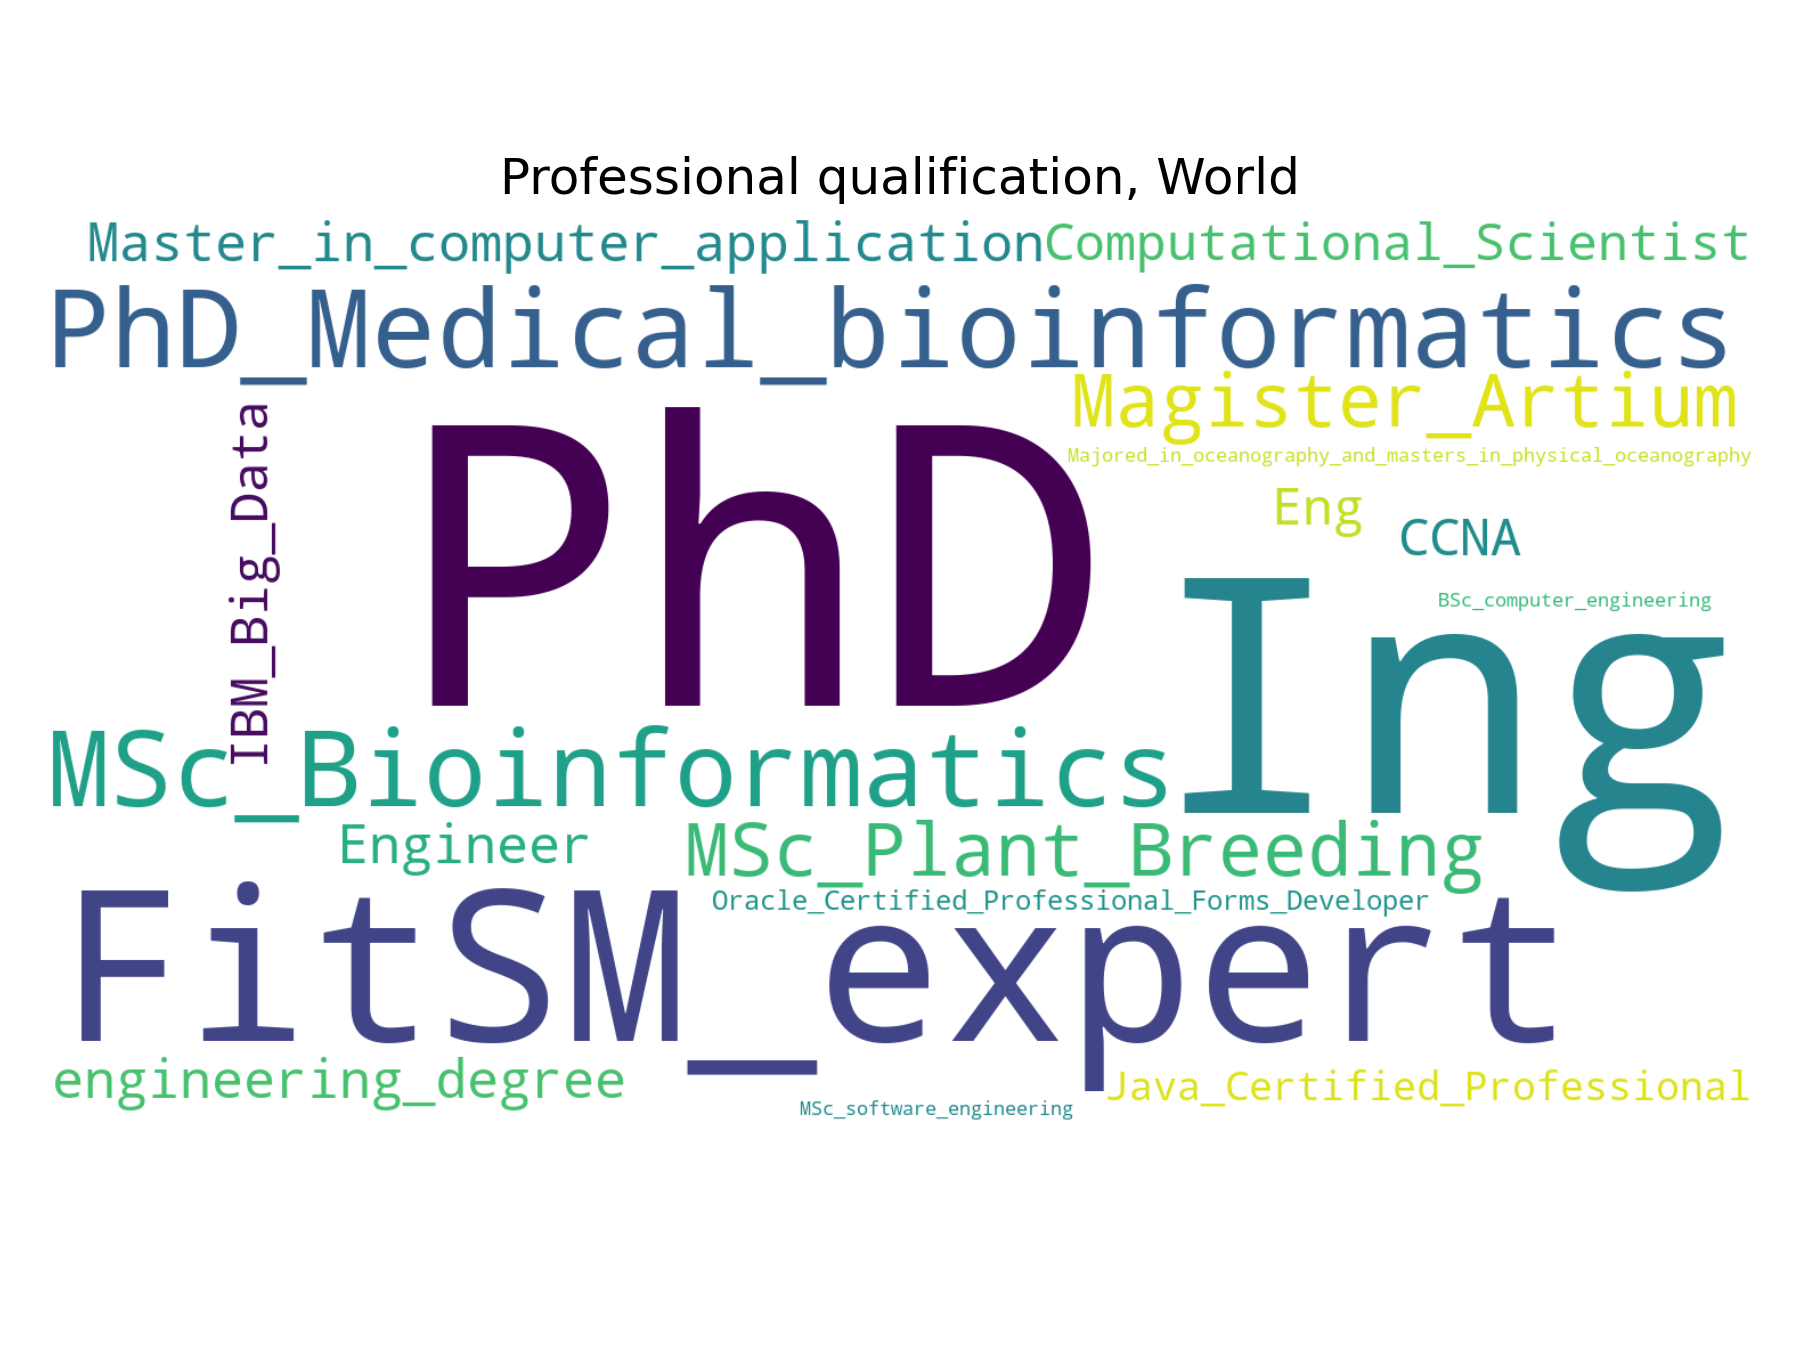 Professional qualification, World
Master_in_computer_application
Computational_Scientist
PhD_Medical_bioinformatics
Magister_Artium
IBM_Big_Data
PhD
Majored_in_oceanography_and_masters_in_physical_oceanography
Eng
CCNA
BSc_computer_engineering
Ing
MSc_Bioinformatics
Engineer
MSc_Plant_Breeding
Oracle_Certified_Professional_Forms_Developer
FitSM_expert
engineering_degree
Java_Certified_Professional
MSc_software_engineering